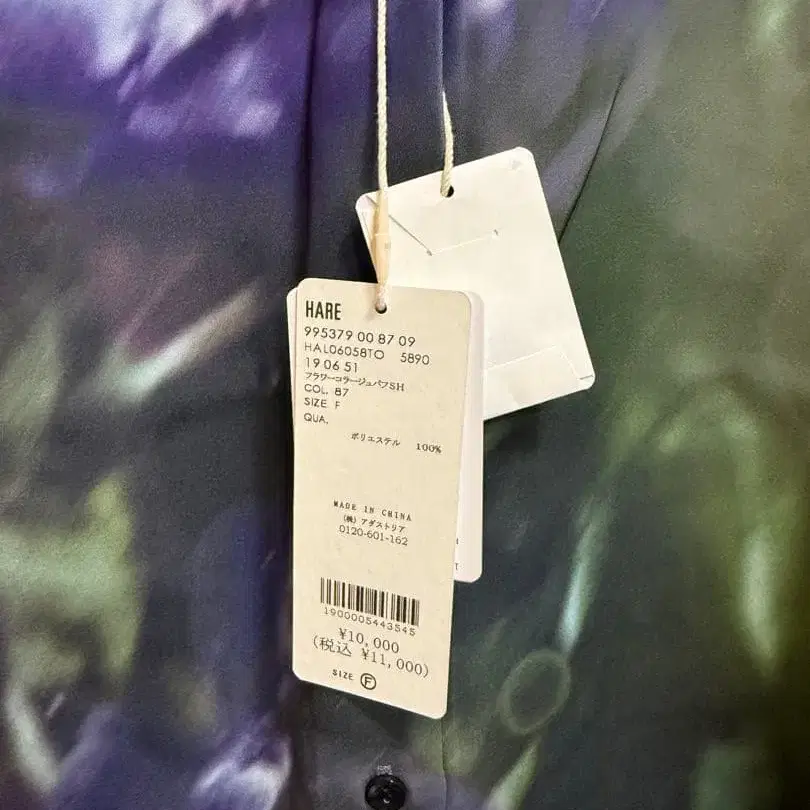 HARE
995379 00 87 09
HAL06058TO 5890
19 06 51
フラワーコラージュパフSH
COL. 87
SIZE F
QUA.
ポリエステル 100%
MADE IN CHINA
(株) アダストリア
0120-601-162
1900005443545
¥10,000
(税込 ¥11,000)
SIZE F